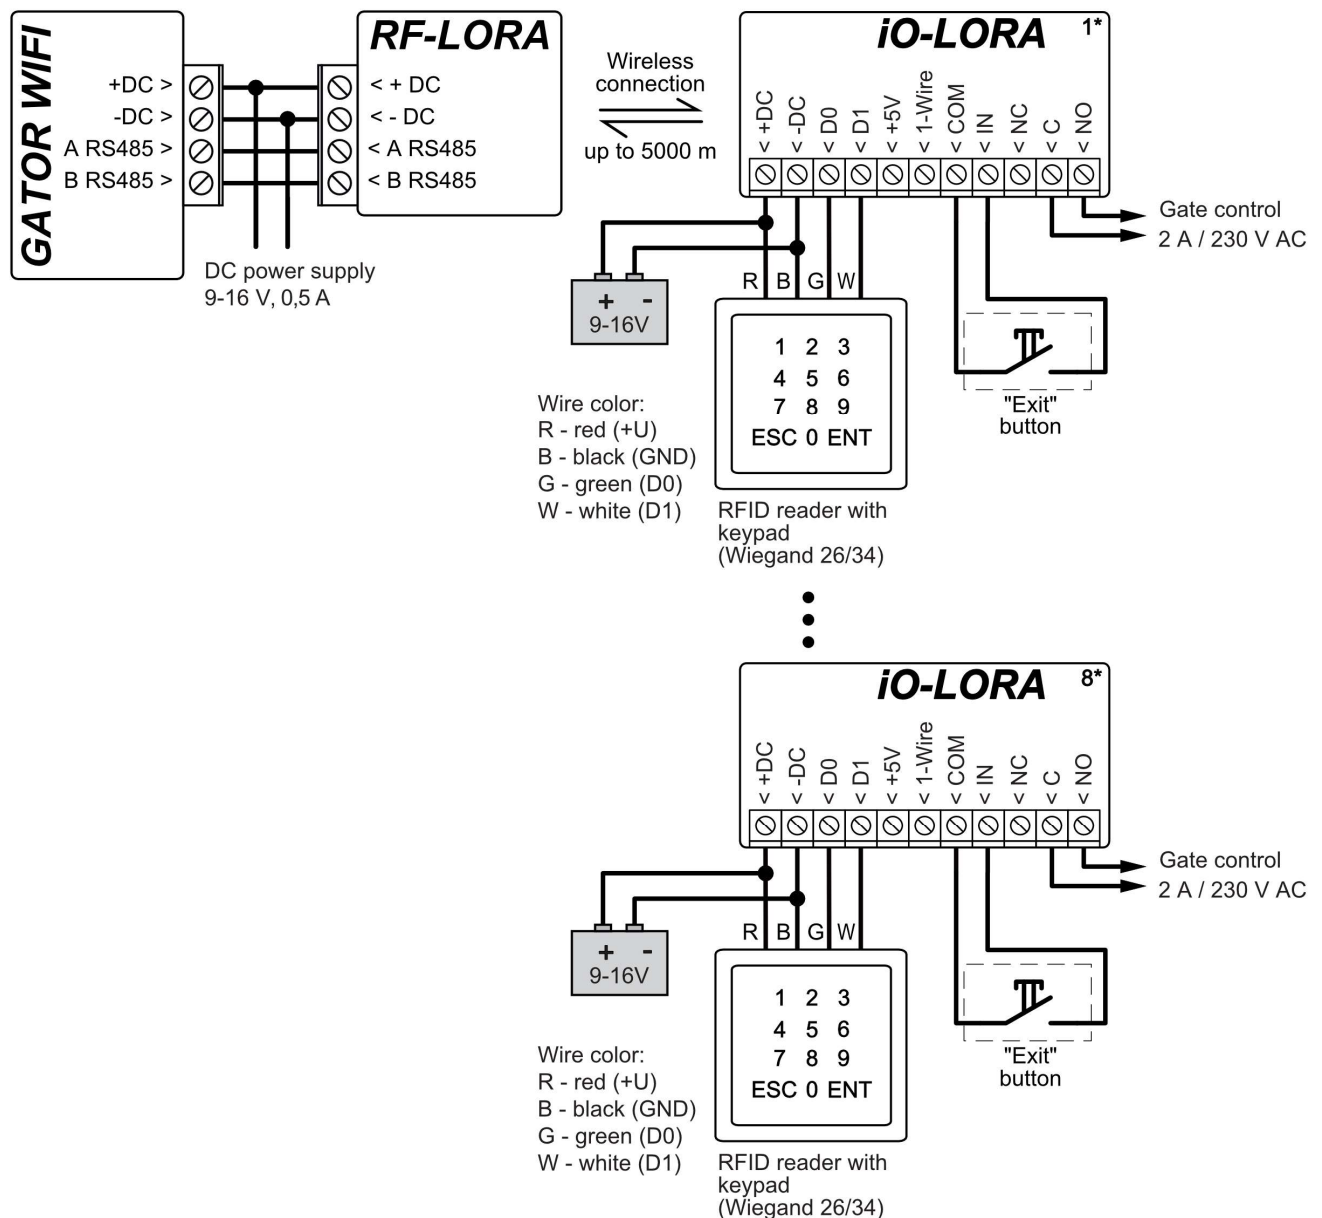 GATOR WIFI
+DC >
-DC >
A RS485 >
B RS485 >
RF-LORA
< + DC
< - DC
< A RS485
< B RS485
DC power supply
9-16 V, 0,5 A
Wireless
connection
up to 5000 m
iO-LORA 1*
< +DC
< -DC
< D0
< D1
< +5V
< 1-Wire
< COM
< IN
< NC
< C
< NO
Gate control
2 A / 230 V AC
+ -
9-16V
R B G W
1 2 3
4 5 6
7 8 9
ESC 0 ENT
"Exit"
button
Wire color:
R - red (+U)
B - black (GND)
G - green (D0)
W - white (D1)
RFID reader with
keypad
(Wiegand 26/34)
iO-LORA 8*
< +DC
< -DC
< D0
< D1
< +5V
< 1-Wire
< COM
< IN
< NC
< C
< NO
Gate control
2 A / 230 V AC
+ -
9-16V
R B G W
1 2 3
4 5 6
7 8 9
ESC 0 ENT
"Exit"
button
Wire color:
R - red (+U)
B - black (GND)
G - green (D0)
W - white (D1)
RFID reader with
keypad
(Wiegand 26/34)